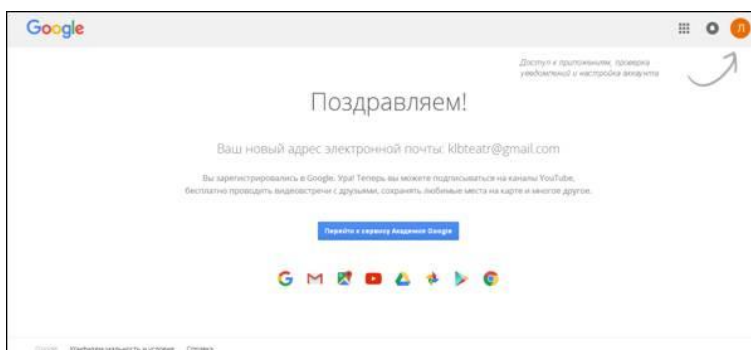 Google
Л
Доступ к приложениям, проверка
уведомлений и настройка аккаунта
Поздравляем!
Ваш новый адрес электронной почты: klbteatr@gmail.com
Вы зарегистрировались в Google. Ура! Теперь вы можете подписываться на каналы YouTube,
бесплатно проводить видеовстречи с друзьями, сохранять любимые места на карте и многое другое.
Перейти к сервису Академия Google
Google Конфиденциальность и условия Справка